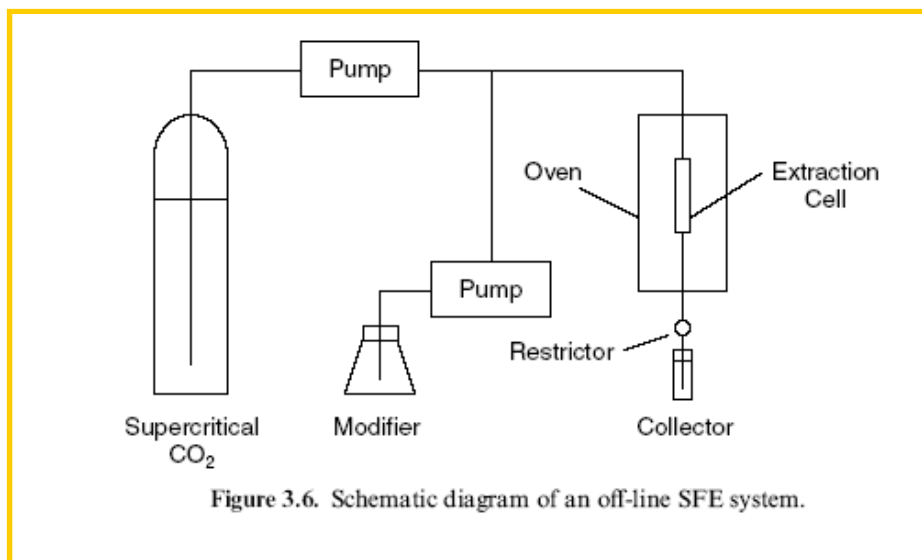 Pump
Oven
Extraction
Cell
Pump
Restrictor
Supercritical
CO₂
Modifier
Collector
Figure 3.6. Schematic diagram of an off-line SFE system.